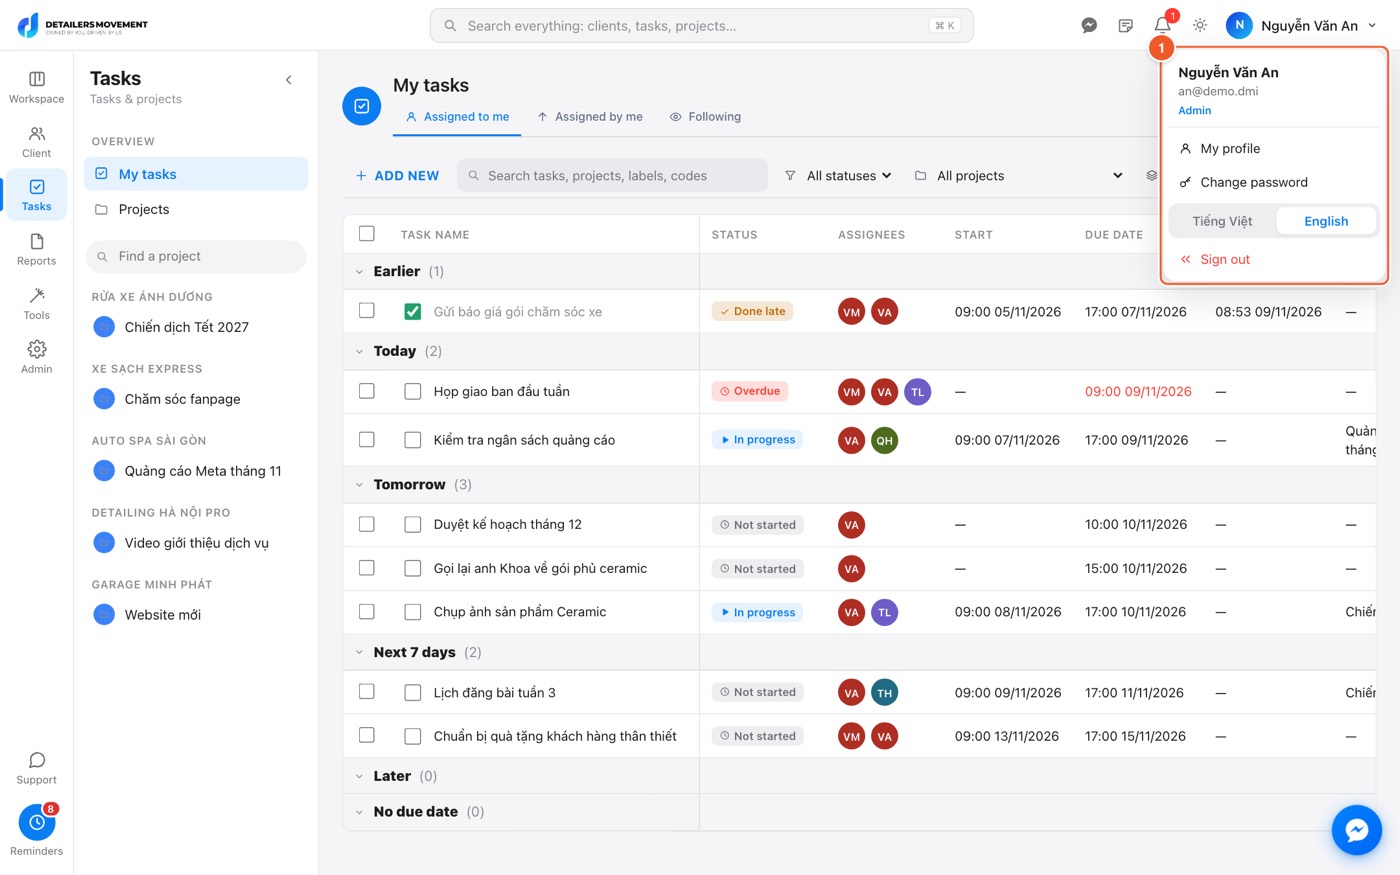 DETAILERS MOVEMENT
OWNED BY YOU, DRIVEN BY US
Search everything: clients, tasks, projects...
⌘ K
1
N
Nguyễn Văn An
1
Nguyễn Văn An
an@demo.dmi
Admin
My profile
Change password
Tiếng Việt
English
Sign out
Workspace
Client
Tasks
Reports
Tools
Admin
Support
8
Reminders
Tasks
Tasks & projects
OVERVIEW
My tasks
Projects
Find a project
RỬA XE ÁNH DƯƠNG
Chiến dịch Tết 2027
XE SẠCH EXPRESS
Chăm sóc fanpage
AUTO SPA SÀI GÒN
Quảng cáo Meta tháng 11
DETAILING HÀ NỘI PRO
Video giới thiệu dịch vụ
GARAGE MINH PHÁT
Website mới
My tasks
Assigned to me
Assigned by me
Following
+ ADD NEW
Search tasks, projects, labels, codes
All statuses
All projects
TASK NAME STATUS ASSIGNEES START DUE DATE
Earlier (1)
Gửi báo giá gói chăm sóc xe Done late VM VA 09:00 05/11/2026 17:00 07/11/2026 08:53 09/11/2026 —
Today (2)
Họp giao ban đầu tuần Overdue VM VA TL — 09:00 09/11/2026 — —
Kiểm tra ngân sách quảng cáo In progress VA QH 09:00 07/11/2026 17:00 09/11/2026 — Quản
tháng
Tomorrow (3)
Duyệt kế hoạch tháng 12 Not started VA — 10:00 10/11/2026 — —
Gọi lại anh Khoa về gói phủ ceramic Not started VA — 15:00 10/11/2026 — —
Chụp ảnh sản phẩm Ceramic In progress VA TL 09:00 08/11/2026 17:00 10/11/2026 — Chiến
Next 7 days (2)
Lịch đăng bài tuần 3 Not started VA TH 09:00 09/11/2026 17:00 11/11/2026 — Chiến
Chuẩn bị quà tặng khách hàng thân thiết Not started VM VA 09:00 13/11/2026 17:00 15/11/2026 — —
Later (0)
No due date (0)